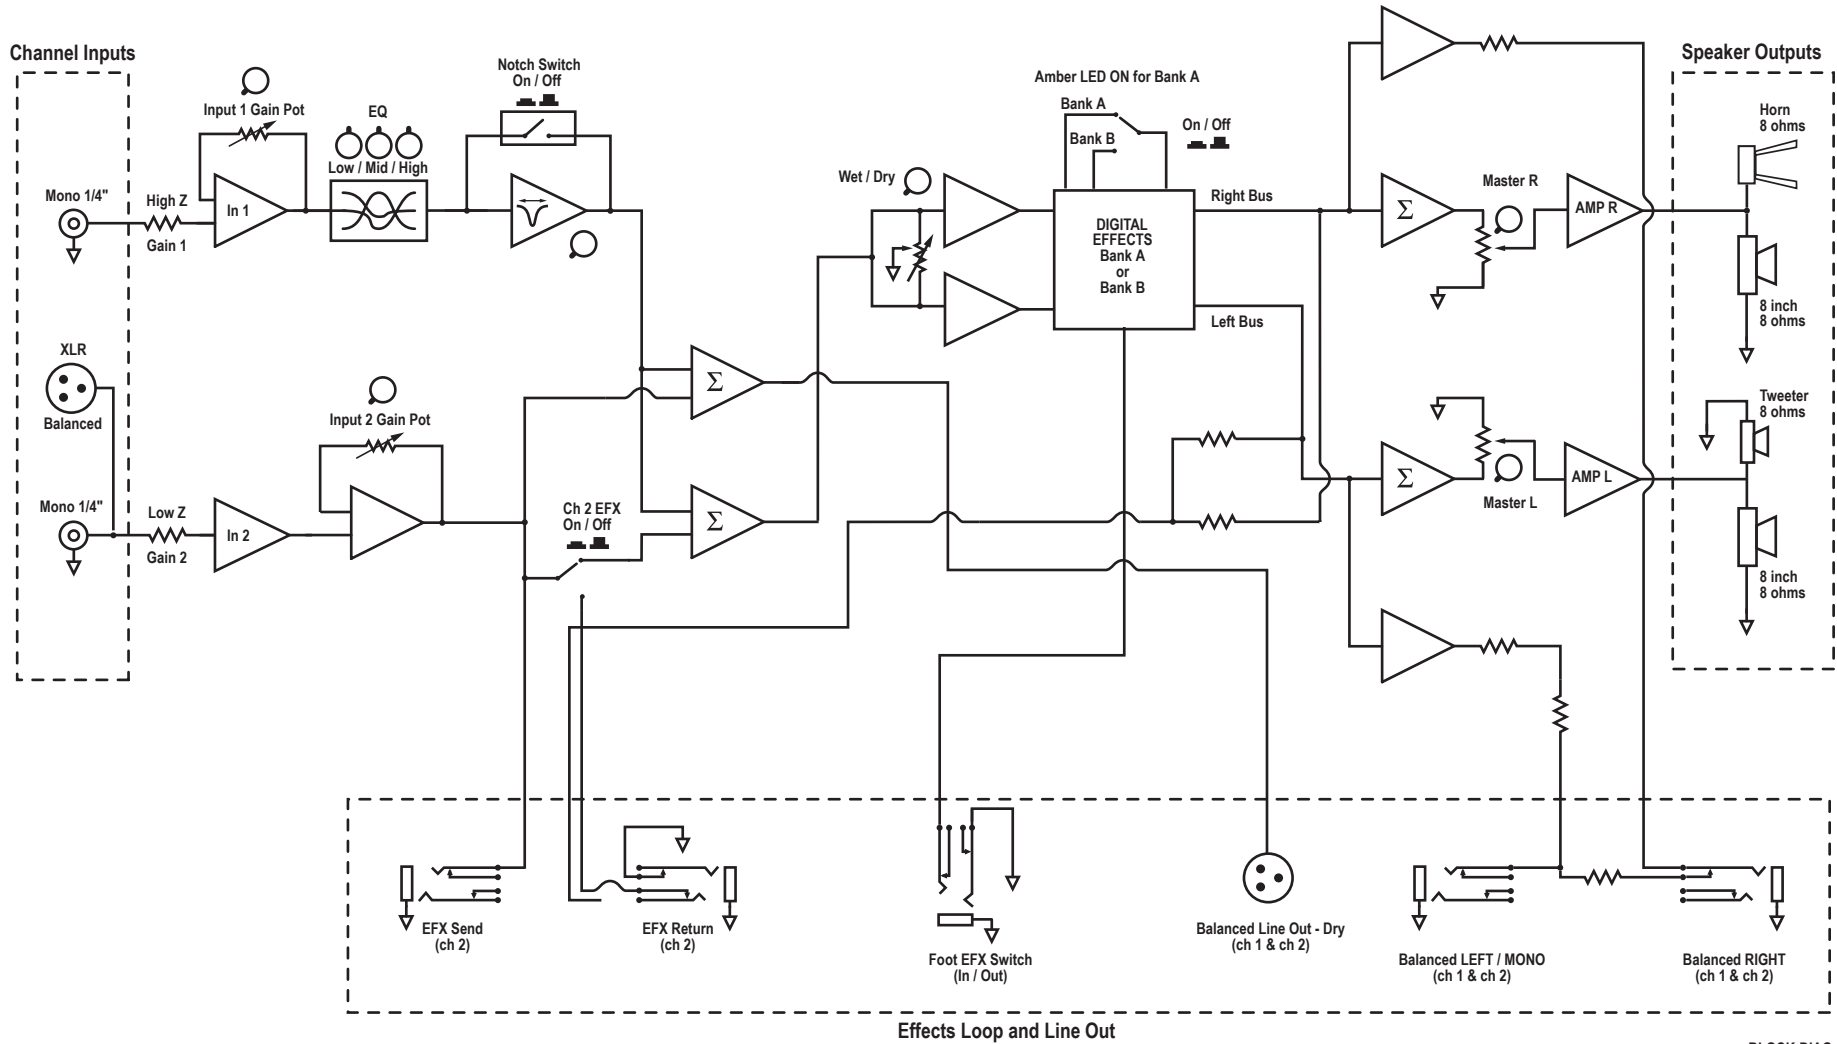 Channel Inputs
Speaker Outputs
Notch Switch
On / Off
Amber LED ON for Bank A
Input 1 Gain Pot
EQ
Low / Mid / High
Bank A
Bank B
On / Off
Horn
8 ohms
Mono 1/4"
High Z
Gain 1
In 1
Wet / Dry
DIGITAL
EFFECTS
Bank A
or
Bank B
Right Bus
Left Bus
Σ
Master R
AMP R
8 inch
8 ohms
XLR
Balanced
Input 2 Gain Pot
Σ
Tweeter
8 ohms
Mono 1/4"
Low Z
Gain 2
In 2
Ch 2 EFX
On / Off
Σ
Σ
Master L
AMP L
8 inch
8 ohms
EFX Send
(ch 2)
EFX Return
(ch 2)
Foot EFX Switch
(In / Out)
Balanced Line Out - Dry
(ch 1 & ch 2)
Balanced LEFT / MONO
(ch 1 & ch 2)
Balanced RIGHT
(ch 1 & ch 2)
Effects Loop and Line Out